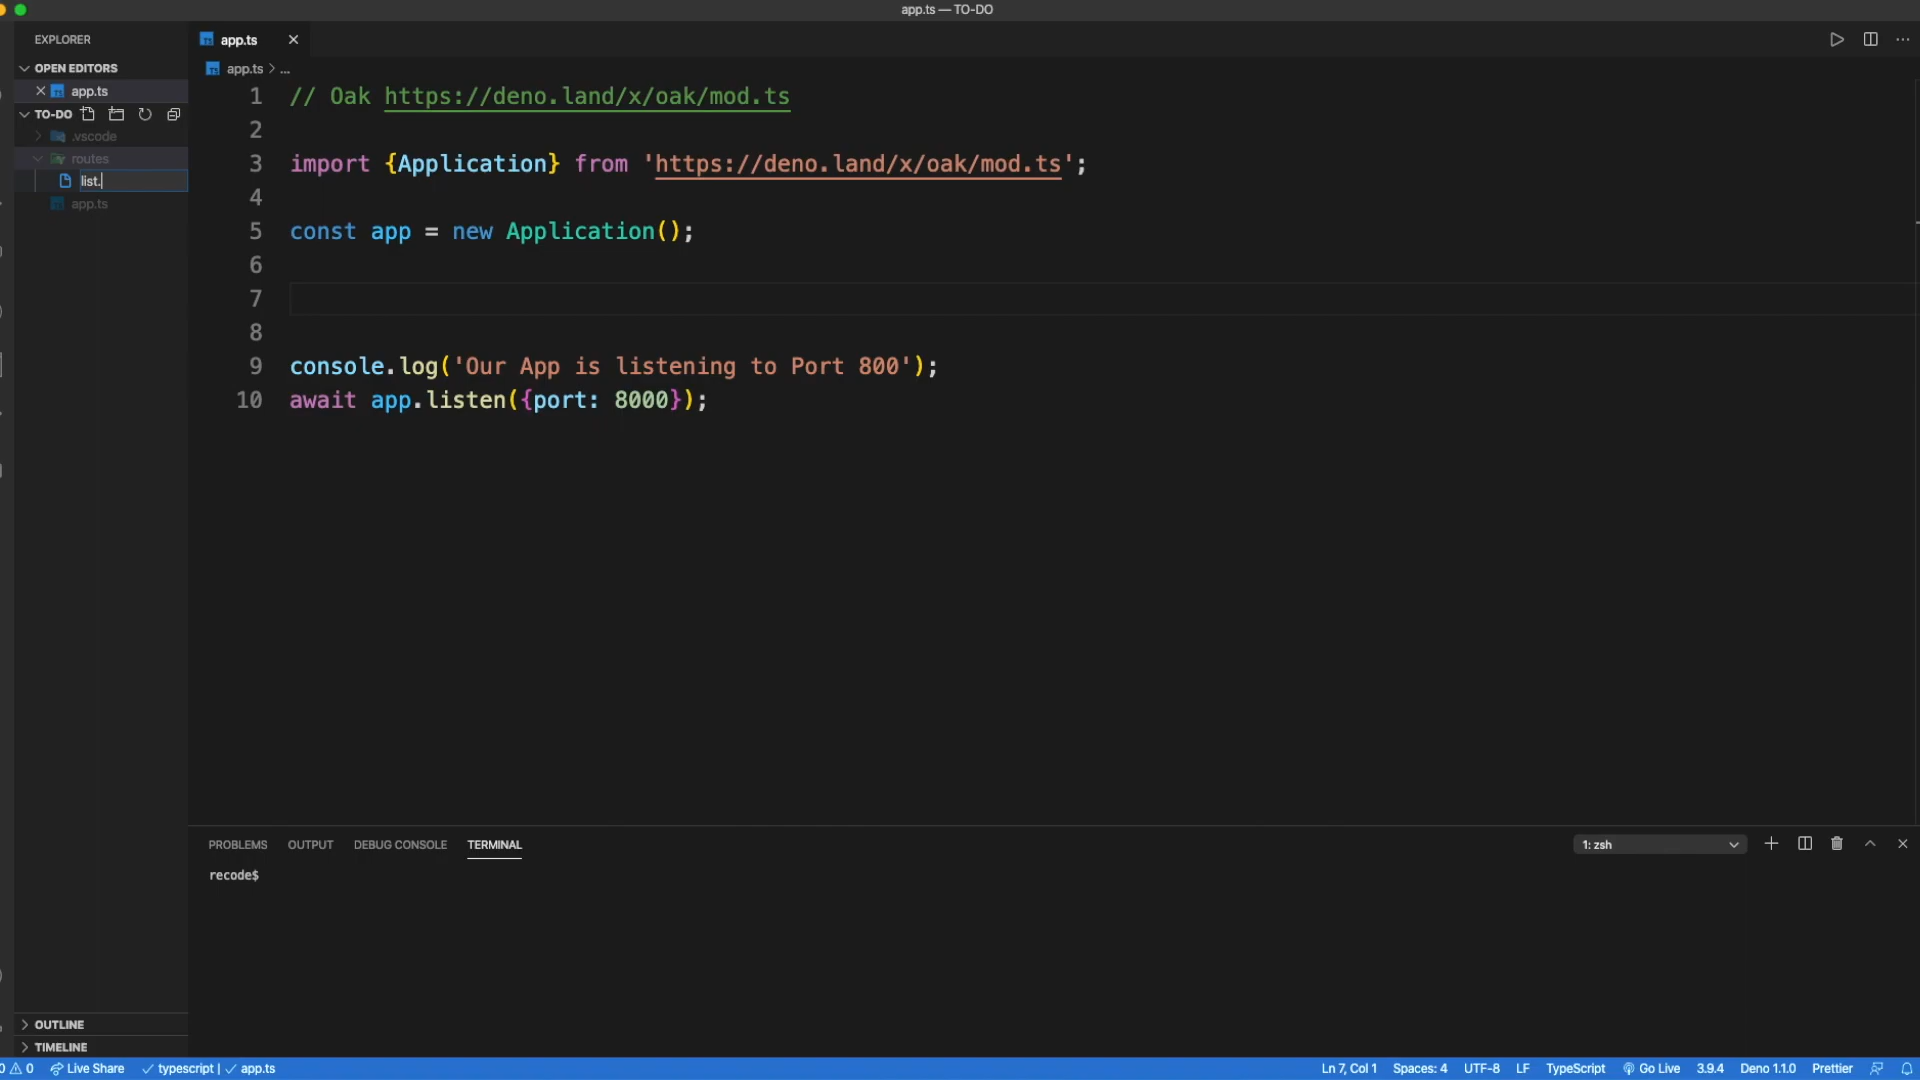 app.ts — TO-DO
EXPLORER
OPEN EDITORS
app.ts
TO-DO
.vscode
routes
list.
app.ts
app.ts
app.ts > ...
1 // Oak https://deno.land/x/oak/mod.ts
2
3 import {Application} from 'https://deno.land/x/oak/mod.ts';
4
5 const app = new Application();
6
7
8
9 console.log('Our App is listening to Port 800');
10 await app.listen({port: 8000});
PROBLEMS OUTPUT DEBUG CONSOLE TERMINAL 1: zsh
recode$
OUTLINE
TIMELINE
0 0 Live Share typescript | app.ts Ln 7, Col 1 Spaces: 4 UTF-8 LF TypeScript Go Live 3.9.4 Deno 1.1.0 Prettier